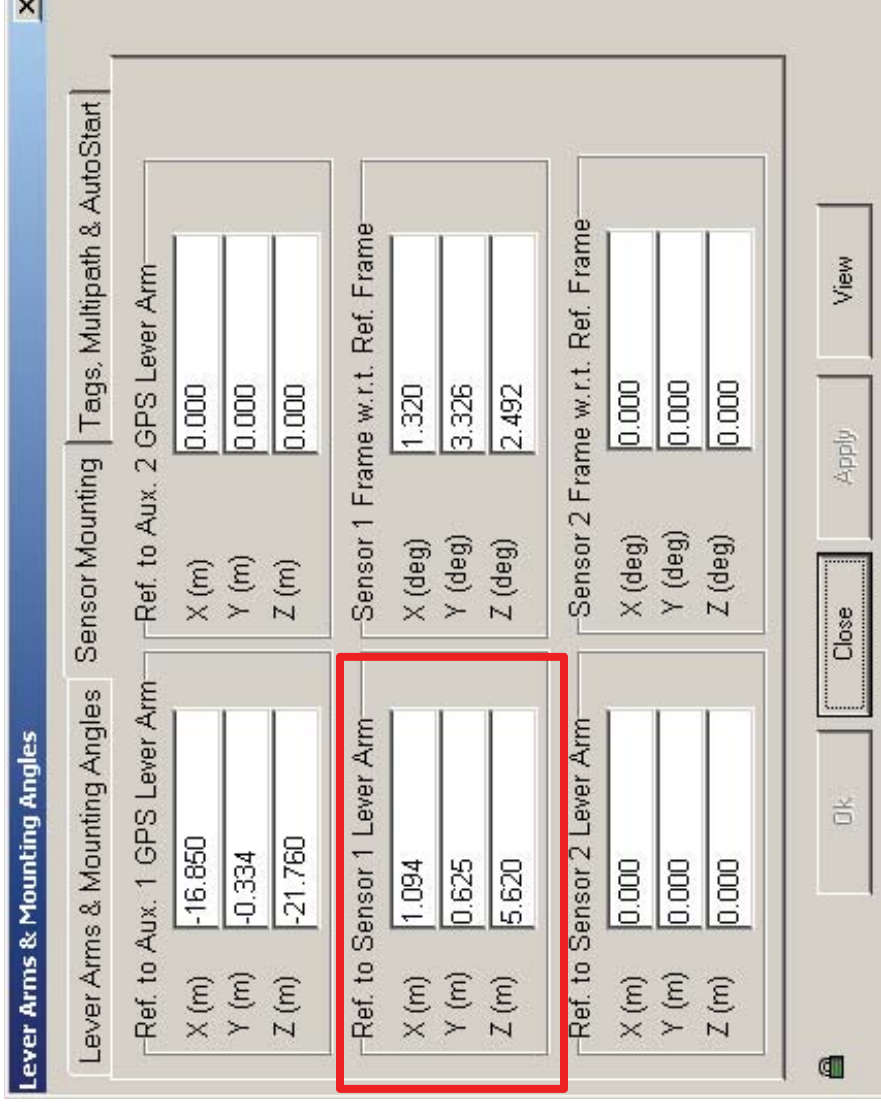 Lever Arms & Mounting Angles
Lever Arms & Mounting Angles Sensor Mounting Tags, Multipath & AutoStart
Ref. to Aux. 1 GPS Lever Arm
X (m) -16.850
Y (m) -0.334
Z (m) -21.760
Ref. to Aux. 2 GPS Lever Arm
X (m) 0.000
Y (m) 0.000
Z (m) 0.000
Ref. to Sensor 1 Lever Arm
X (m) 1.094
Y (m) 0.625
Z (m) 5.620
Sensor 1 Frame w.r.t. Ref. Frame
X (deg) 1.320
Y (deg) 3.326
Z (deg) 2.492
Ref. to Sensor 2 Lever Arm
X (m) 0.000
Y (m) 0.000
Z (m) 0.000
Sensor 2 Frame w.r.t. Ref. Frame
X (deg) 0.000
Y (deg) 0.000
Z (deg) 0.000
Ok Close Apply View